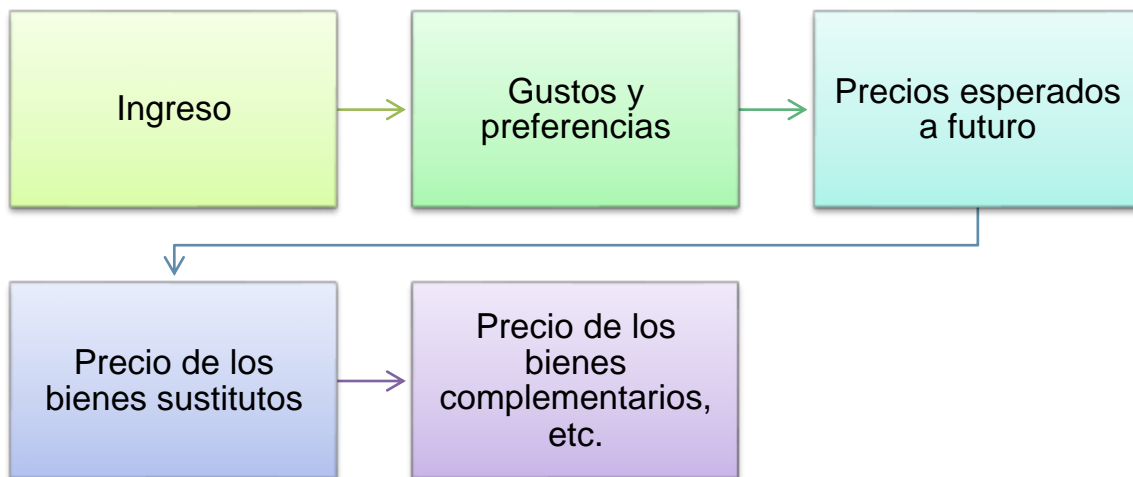 Ingreso
Gustos y
preferencias
Precios esperados
a futuro
Precio de los
bienes sustitutos
Precio de los
bienes
complementarios,
etc.